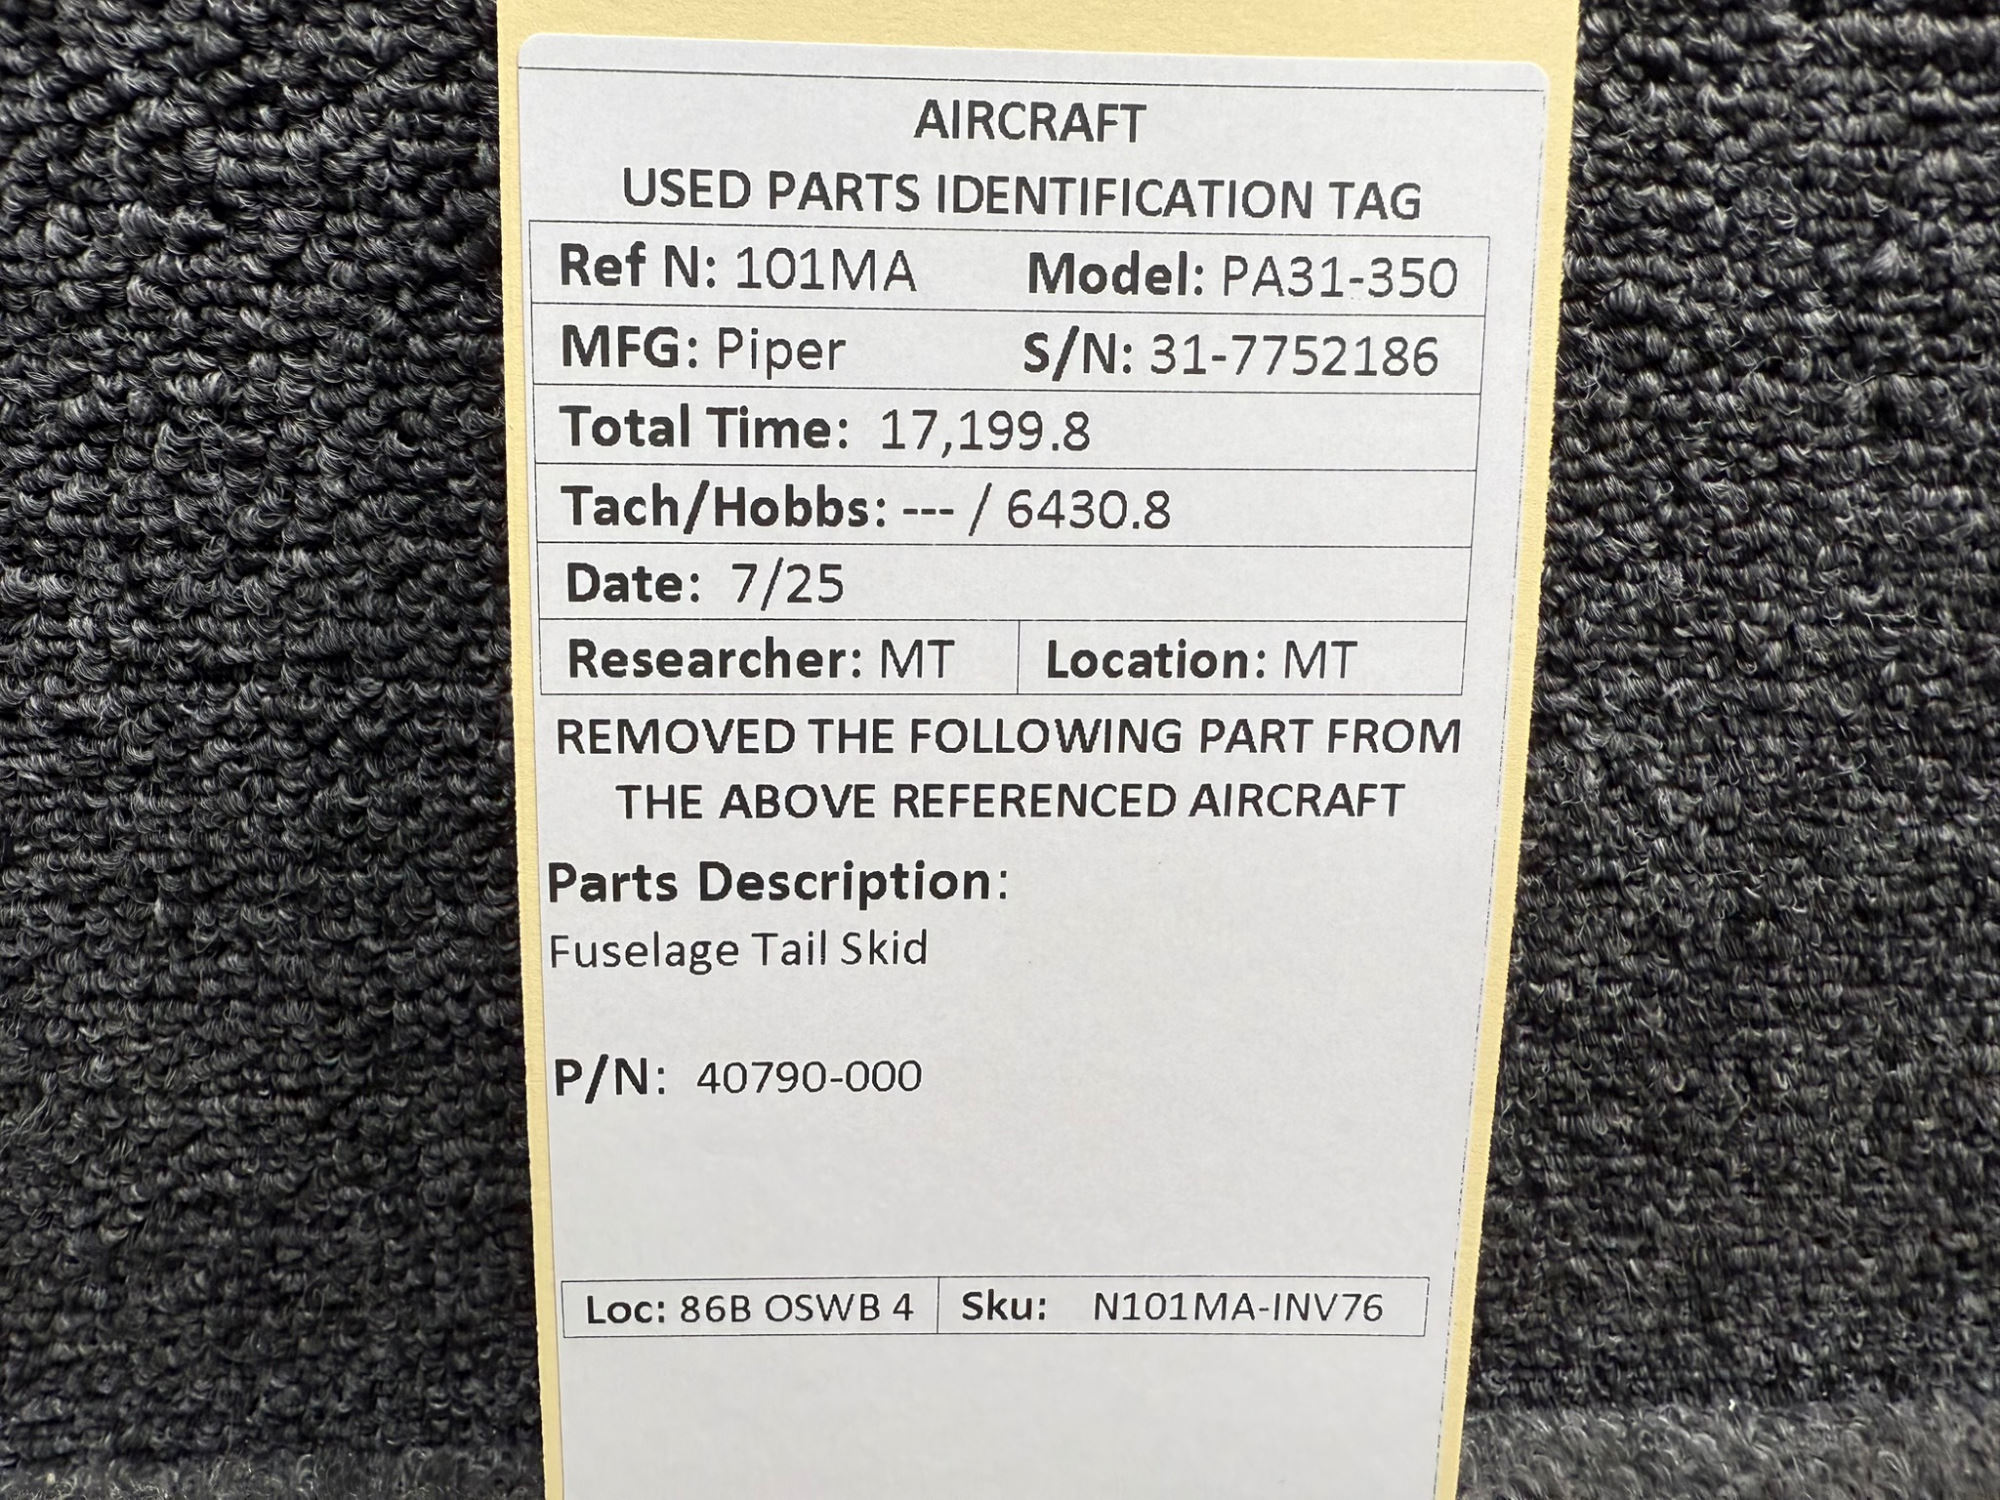 AIRCRAFT
USED PARTS IDENTIFICATION TAG
Ref N: 101MA Model: PA31-350
MFG: Piper S/N: 31-7752186
Total Time: 17,199.8
Tach/Hobbs: --- / 6430.8
Date: 7/25
Researcher: MT Location: MT
REMOVED THE FOLLOWING PART FROM
THE ABOVE REFERENCED AIRCRAFT
Parts Description:
Fuselage Tail Skid
P/N: 40790-000
Loc: 86B OSWB 4 Sku: N101MA-INV76